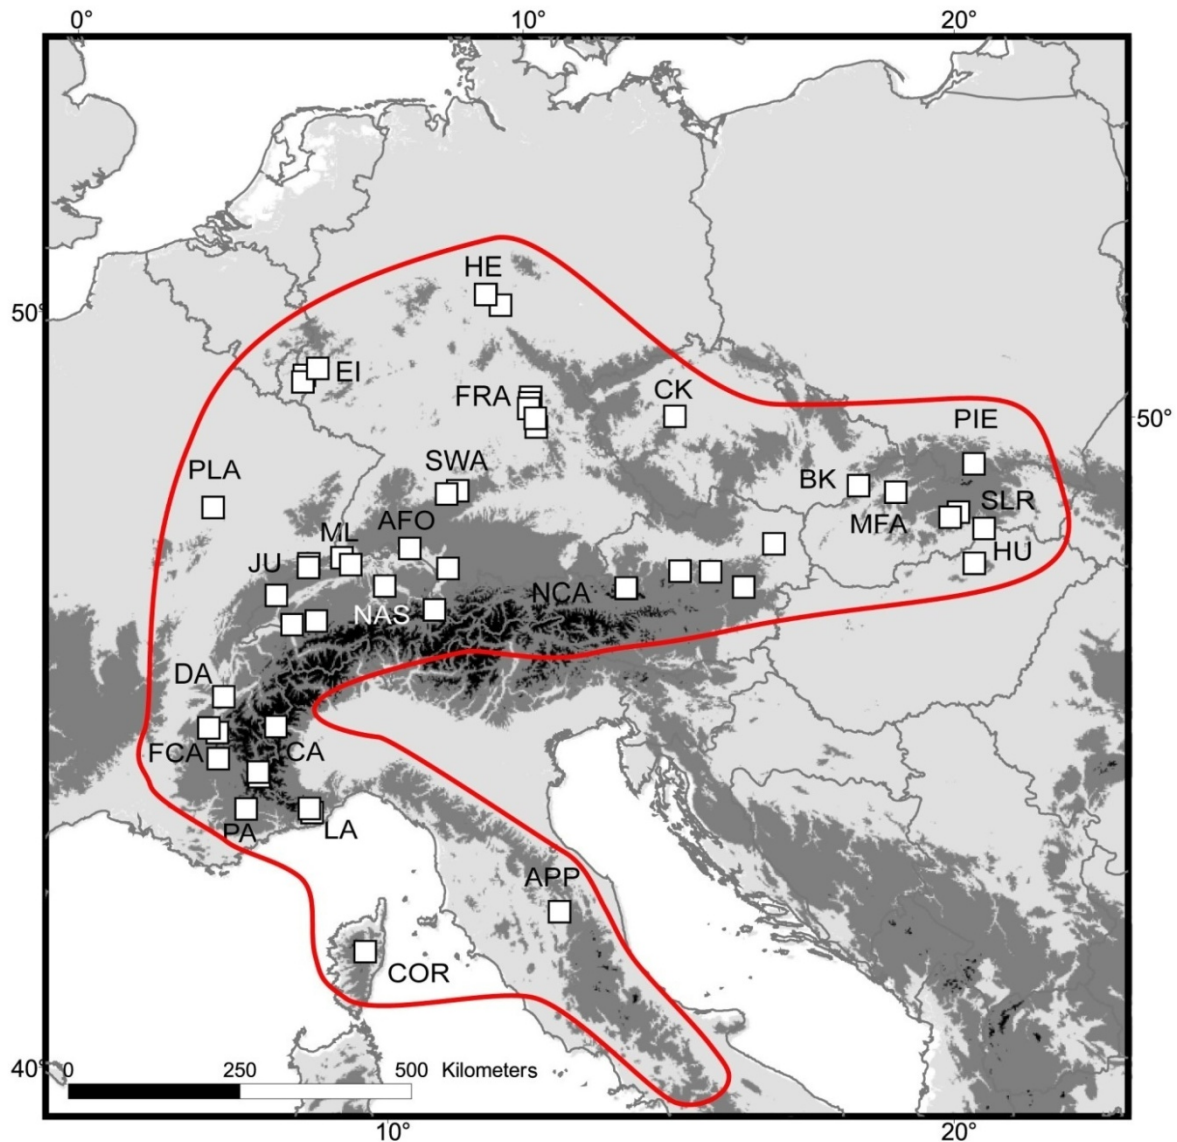 0° 10° 20°
HE
50°
EI
FRA
CK
PIE
50°
SWA
PLA
BK
SLR
AFO
MFA
ML
HU
JU
NCA
NAS
DA
FCA
CA
PA
LA
APP
COR
40°
0 250 500 Kilometers
40°
10° 20°